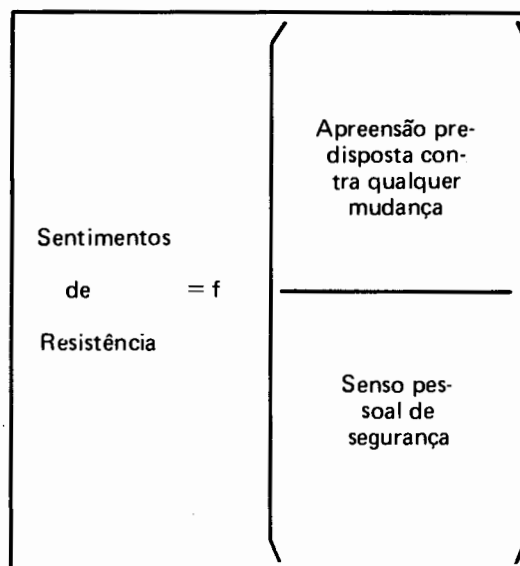 Sentimentos
de = f
Resistência
Apreensão pre-
disposta con-
tra qualquer
mudança
Senso pes-
soal de
segurança